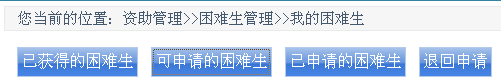 您当前的位置：资助管理>>困难生管理>>我的困难生
已获得的困难生 可申请的困难生 已申请的困难生 退回申请